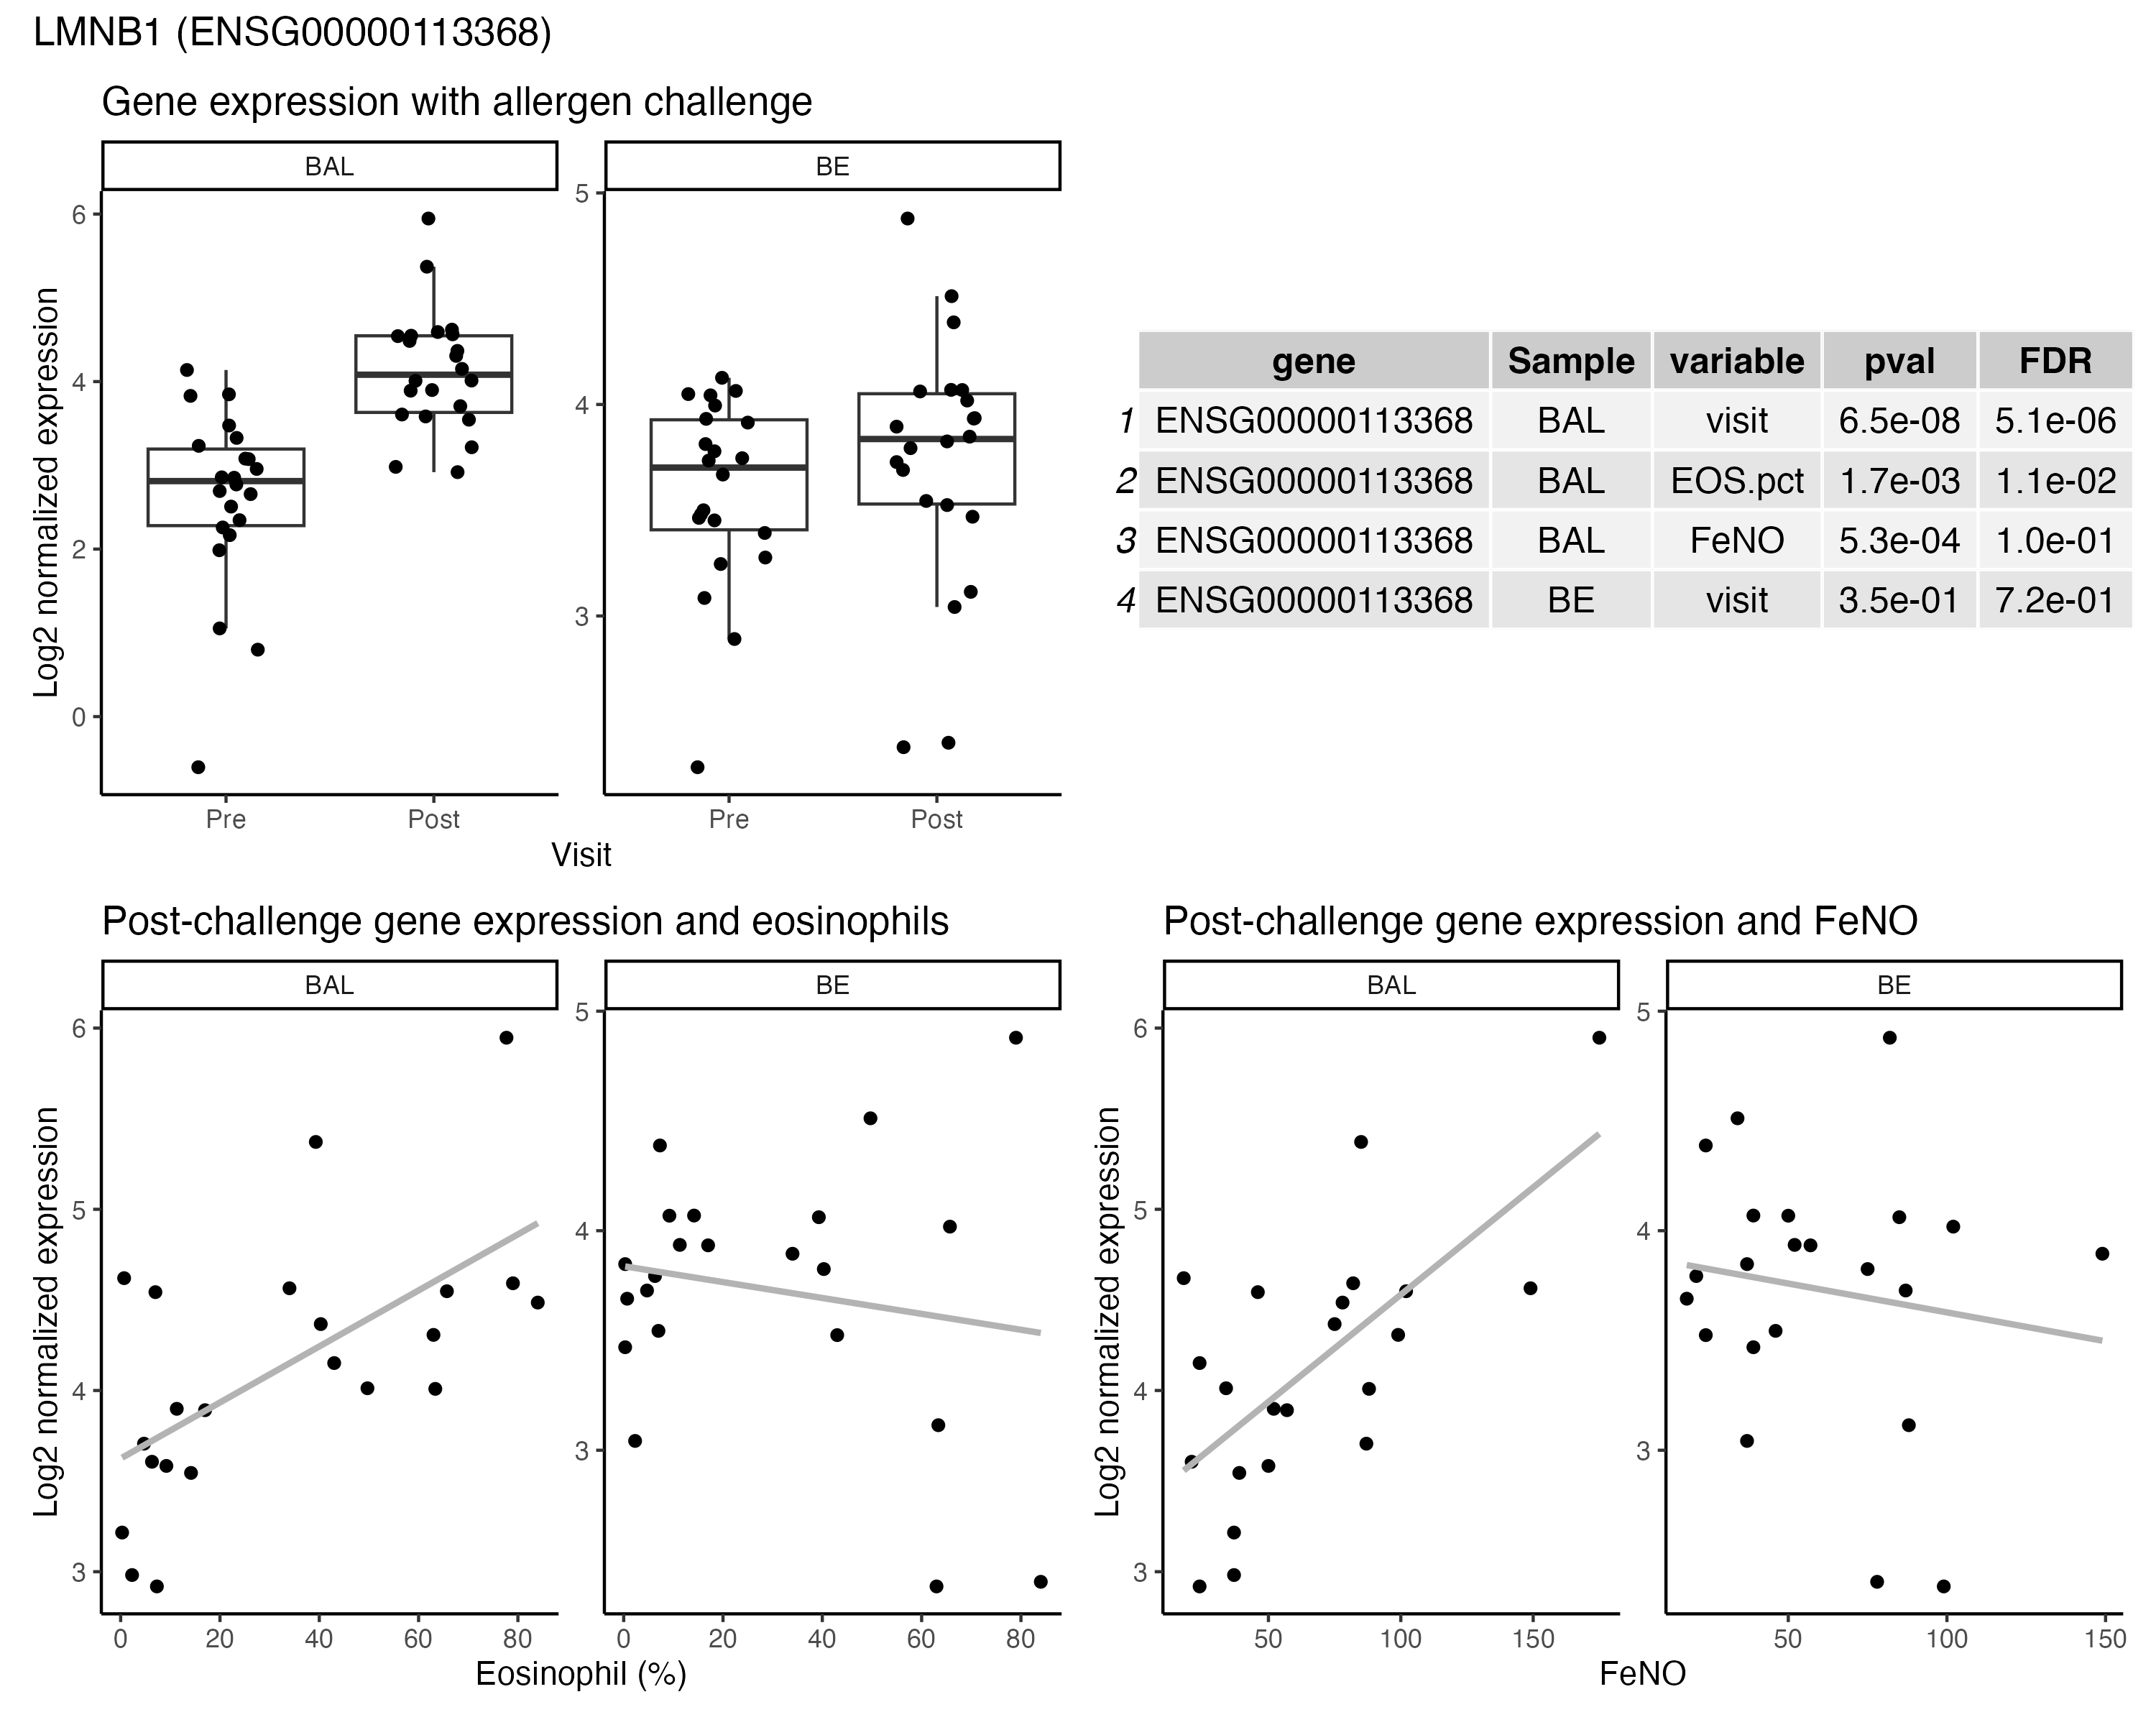 LMNB1 (ENSG00000113368)
Gene expression with allergen challenge
BAL
BE
Log2 normalized expression
6
4
2
0
5
4
3
Pre
Post
Pre
Post
Visit
gene Sample variable pval FDR
1 ENSG00000113368 BAL visit 6.5e-08 5.1e-06
2 ENSG00000113368 BAL EOS.pct 1.7e-03 1.1e-02
3 ENSG00000113368 BAL FeNO 5.3e-04 1.0e-01
4 ENSG00000113368 BE visit 3.5e-01 7.2e-01
Post-challenge gene expression and eosinophils
BAL
BE
Log2 normalized expression
6
5
4
3
5
4
3
0 20 40 60 80
0 20 40 60 80
Eosinophil (%)
Post-challenge gene expression and FeNO
BAL
BE
Log2 normalized expression
6
5
4
3
5
4
3
50 100 150
50 100 150
FeNO